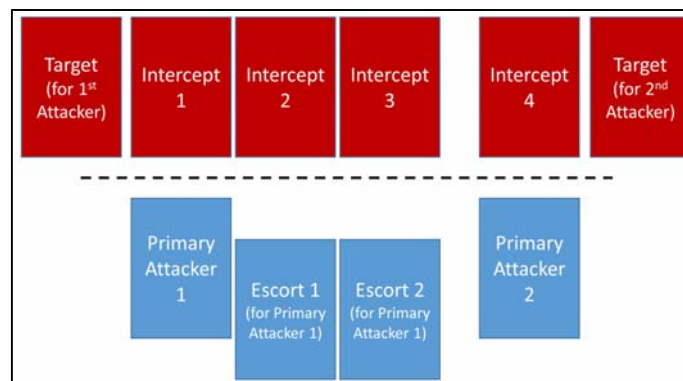 Target
(for 1st
Attacker)
Intercept
1
Intercept
2
Intercept
3
Intercept
4
Target
(for 2nd
Attacker)
Primary
Attacker
1
Escort 1
(for Primary
Attacker 1)
Escort 2
(for Primary
Attacker 1)
Primary
Attacker
2